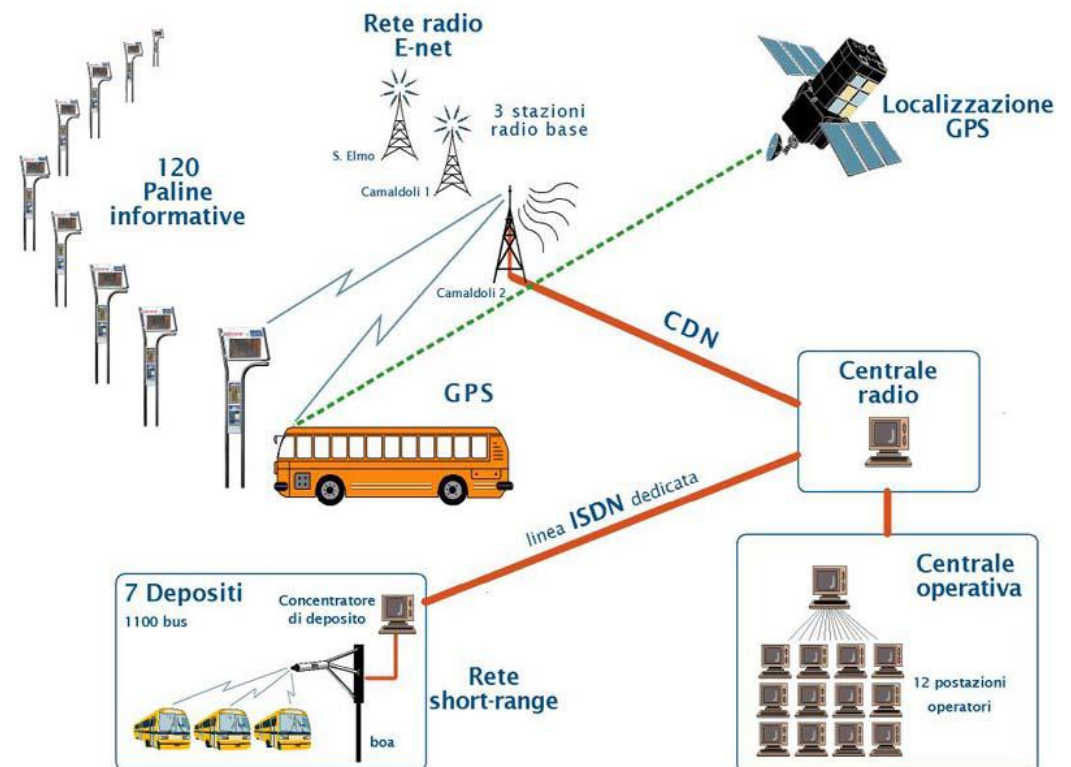 Rete radio
E-net
3 stazioni
radio base
S. Elmo
Camaldoli 1
Camaldoli 2
Localizzazione
GPS
120
Paline
informative
CDN
GPS
Centrale
radio
linea ISDN dedicata
7 Depositi
1100 bus
Concentratore
di deposito
Rete
short-range
boa
Centrale
operativa
12 postazioni
operatori